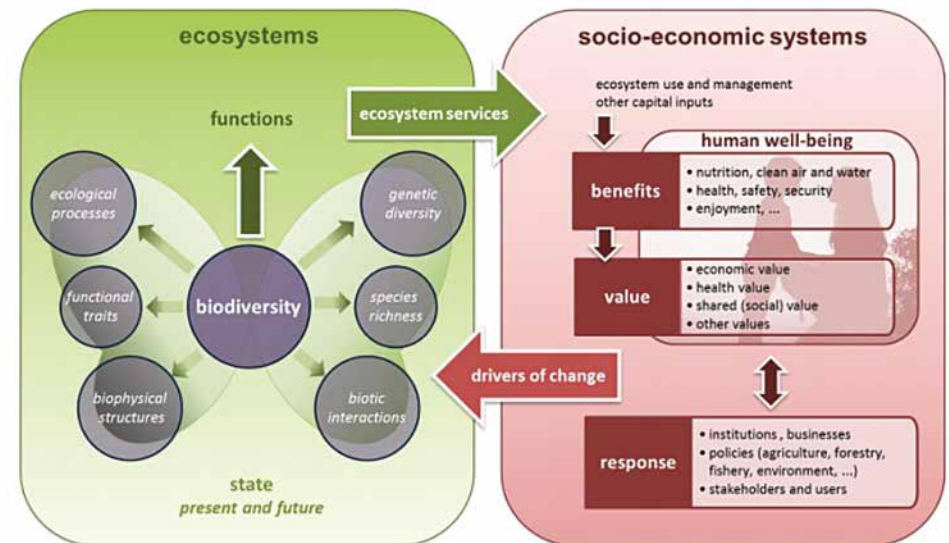 ecosystems
functions
ecological
processes
genetic
diversity
functional
traits
biodiversity
species
richness
biophysical
structures
biotic
interactions
state
present and future
ecosystem services
drivers of change
socio-economic systems
ecosystem use and management
other capital inputs
human well-being
benefits
• nutrition, clean air and water
• health, safety, security
• enjoyment, ...
value
• economic value
• health value
• shared (social) value
• other values
response
• institutions , businesses
• policies (agriculture, forestry,
fishery, environment, ...)
• stakeholders and users